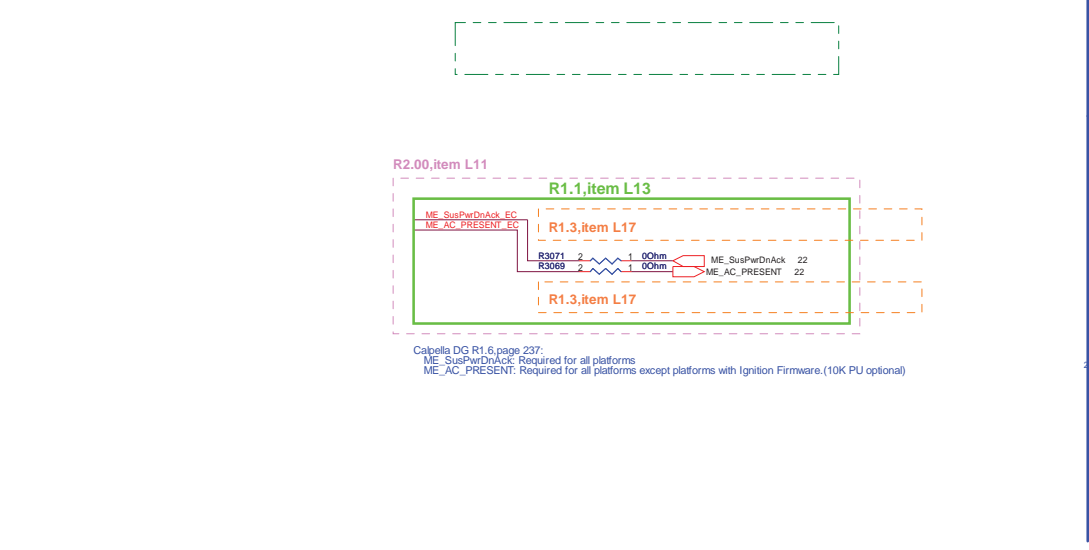 R2.00,item L11
R1.1,item L13
ME_SusPwrDnAck_EC
ME_AC_PRESENT_EC
R1.3,item L17
R3071 2 1 0Ohm ME_SusPwrDnAck 22
R3069 2 1 0Ohm ME_AC_PRESENT 22
R1.3,item L17
Calpella DG R1.6,page 237:
ME_SusPwrDnAck: Required for all platforms
ME_AC_PRESENT: Required for all platforms except platforms with Ignition Firmware.(10K PU optional)
2